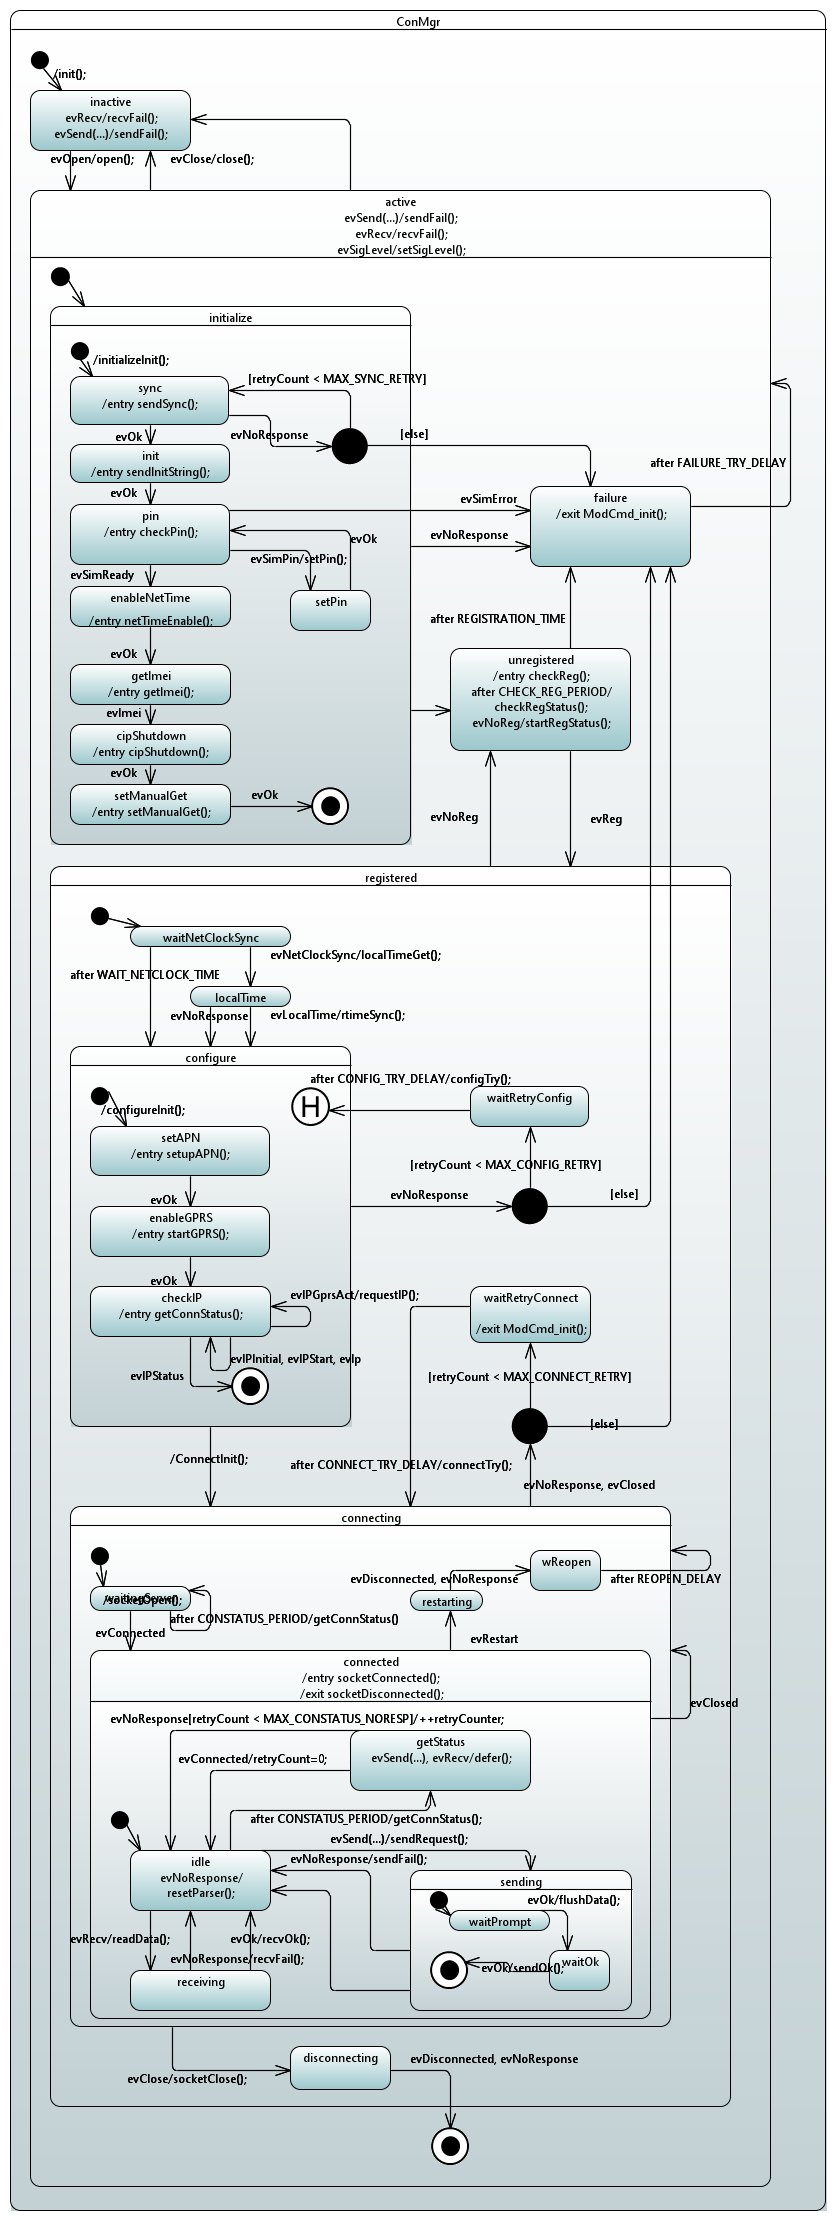 ConMgr
/init();
inactive
evRecv/recvFail();
evSend(...)/sendFail();
evOpen/open();
evClose/close();
active
evSend(...)/sendFail();
evRecv/recvFail();
evSigLevel/setSigLevel();
initialize
/initializeInit();
[retryCount < MAX_SYNC_RETRY]
sync
/entry sendSync();
evNoResponse
[else]
evOk
init
/entry sendInitString();
after FAILURE_TRY_DELAY
evOk
evSimError
failure
/exit ModCmd_init();
pin
/entry checkPin();
evNoResponse
evOk
evSimPin/setPin();
evSimReady
enableNetTime
/entry netTimeEnable();
setPin
after REGISTRATION_TIME
evOk
getImei
/entry getImei();
unregistered
/entry checkReg();
after CHECK_REG_PERIOD/
checkRegStatus();
evNoReg/startRegStatus();
evImei
cipShutdown
/entry cipShutdown();
evOk
setManualGet
/entry setManualGet();
evOk
evNoReg
evReg
registered
waitNetClockSync
evNetClockSync/localTimeGet();
after WAIT_NETCLOCK_TIME
localTime
evNoResponse
evLocalTime/rtimeSync();
configure
after CONFIG_TRY_DELAY/configTry();
H
waitRetryConfig
/configureInit();
setAPN
/entry setupAPN();
[retryCount < MAX_CONFIG_RETRY]
evNoResponse
[else]
evOk
enableGPRS
/entry startGPRS();
evOk
checkIP
/entry getConnStatus();
evIPGprsAct/requestIP();
waitRetryConnect
/exit ModCmd_init();
evIPInitial, evIPStart, evIp
evIPStatus
[retryCount < MAX_CONNECT_RETRY]
[else]
/ConnectInit();
after CONNECT_TRY_DELAY/connectTry();
evNoResponse, evClosed
connecting
wReopen
evDisconnected, evNoResponse
after REOPEN_DELAY
waitingServer
/socketOpen();
restarting
after CONSTATUS_PERIOD/getConnStatus()
evConnected
evRestart
connected
/entry socketConnected();
/exit socketDisconnected();
evClosed
evNoResponse[retryCount < MAX_CONSTATUS_NORESP]/++retryCounter;
getStatus
evSend(...), evRecv/defer();
evConnected/retryCount=0;
after CONSTATUS_PERIOD/getConnStatus();
evSend(...)/sendRequest();
idle
evNoResponse/
resetParser();
evNoResponse/sendFail();
sending
evOk/flushData();
waitPrompt
evRecv/readData();
evOk/recvOk();
evNoResponse/recvFail();
waitOk
evOk/sendOk();
receiving
disconnecting
evDisconnected, evNoResponse
evClose/socketClose();